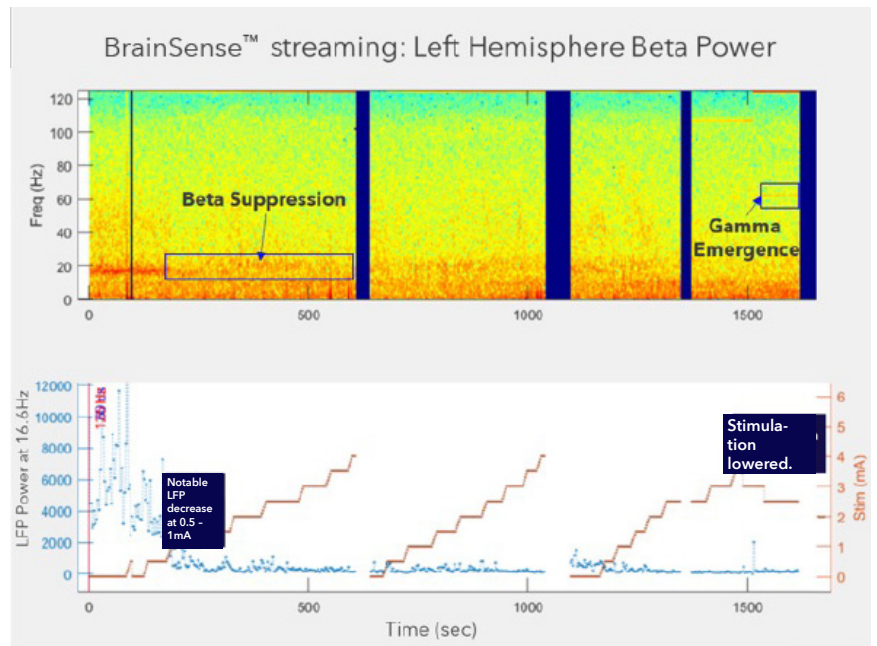 BrainSense™ streaming: Left Hemisphere Beta Power
120
100
80
60
40
20
0
Freq (Hz)
Beta Suppression
Gamma
Emergence
0
500
1000
1500
12000
10000
8000
6000
4000
2000
0
LFP Power at 16.6Hz
Notable
LFP
decrease
at 0.5 –
1mA
Stimula-
tion
lowered.
6
5
4
3
2
1
0
Stim (mA)
0
500
1000
1500
Time (sec)